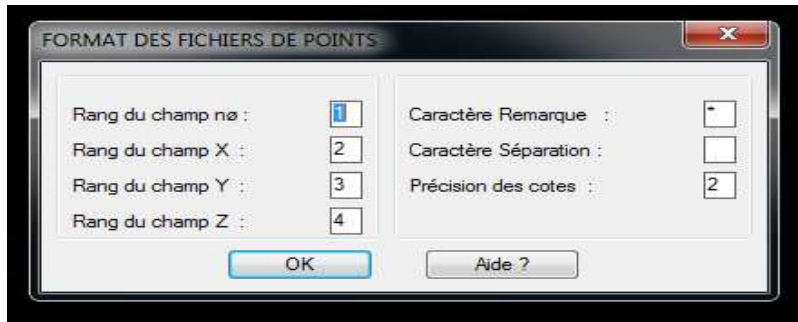 FORMAT DES FICHIERS DE POINTS
Rang du champ nø : 1
Rang du champ X : 2
Rang du champ Y : 3
Rang du champ Z : 4
Caractère Remarque : *
Caractère Séparation :
Précision des cotes : 2
OK
Aide ?